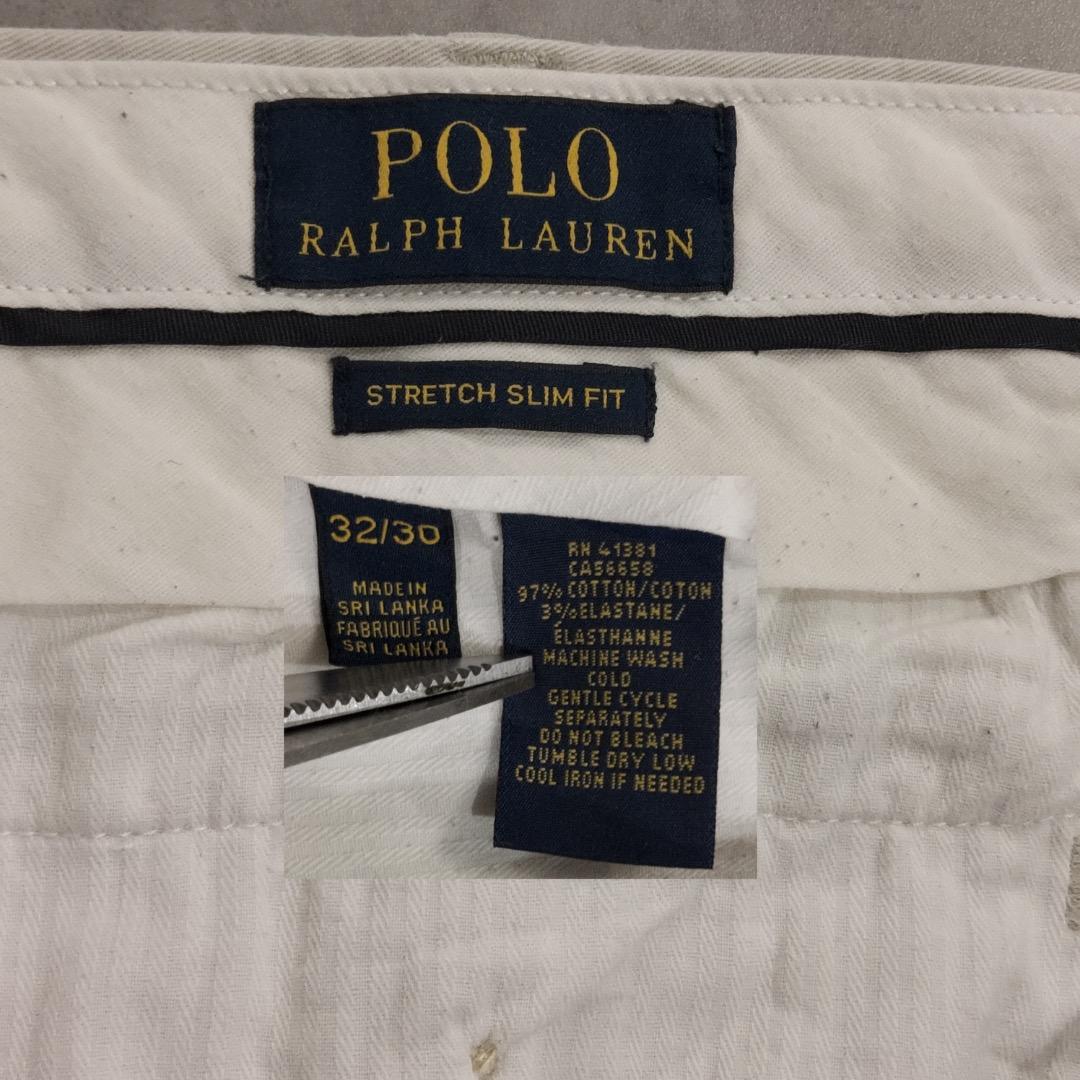 POLO
RALPH LAUREN
STRETCH SLIM FIT
32/30
MADE IN
SRI LANKA
FABRIQUÉ AU
SRI LANKA
RN 41381
CA56658
97% COTTON/COTON
3% ELASTANE/
ÉLASTHANNE
MACHINE WASH
COLD
GENTLE CYCLE
SEPARATELY
DO NOT BLEACH
TUMBLE DRY LOW
COOL IRON IF NEEDED